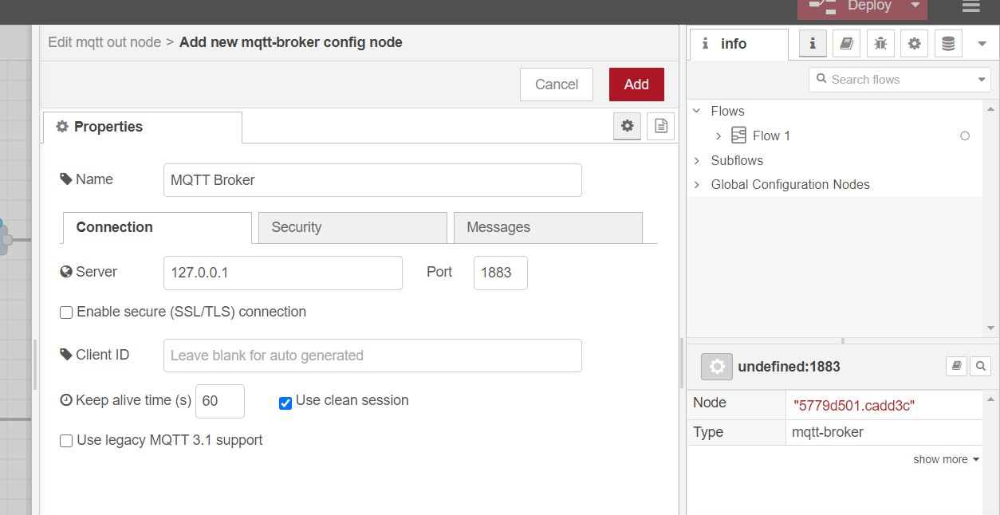 Deploy
Edit mqtt out node > Add new mqtt-broker config node
Cancel
Add
Properties
Name
MQTT Broker
Connection
Security
Messages
Server
127.0.0.1
Port
1883
Enable secure (SSL/TLS) connection
Client ID
Leave blank for auto generated
Keep alive time (s)
60
Use clean session
Use legacy MQTT 3.1 support
info
Search flows
Flows
Flow 1
Subflows
Global Configuration Nodes
undefined:1883
Node
"5779d501.cadd3c"
Type
mqtt-broker
show more